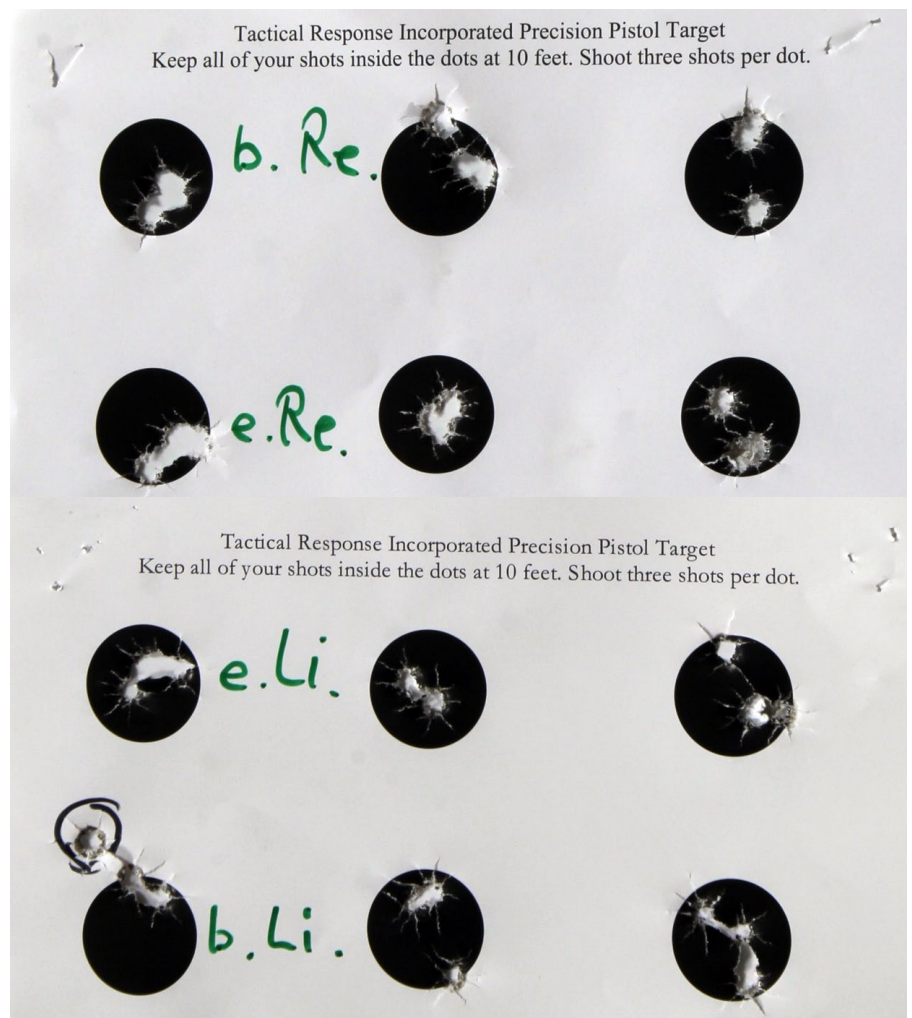 Tactical Response Incorporated Precision Pistol Target
Keep all of your shots inside the dots at 10 feet. Shoot three shots per dot.
b. Re.
e. Re.
Tactical Response Incorporated Precision Pistol Target
Keep all of your shots inside the dots at 10 feet. Shoot three shots per dot.
e. Li.
b. Li.